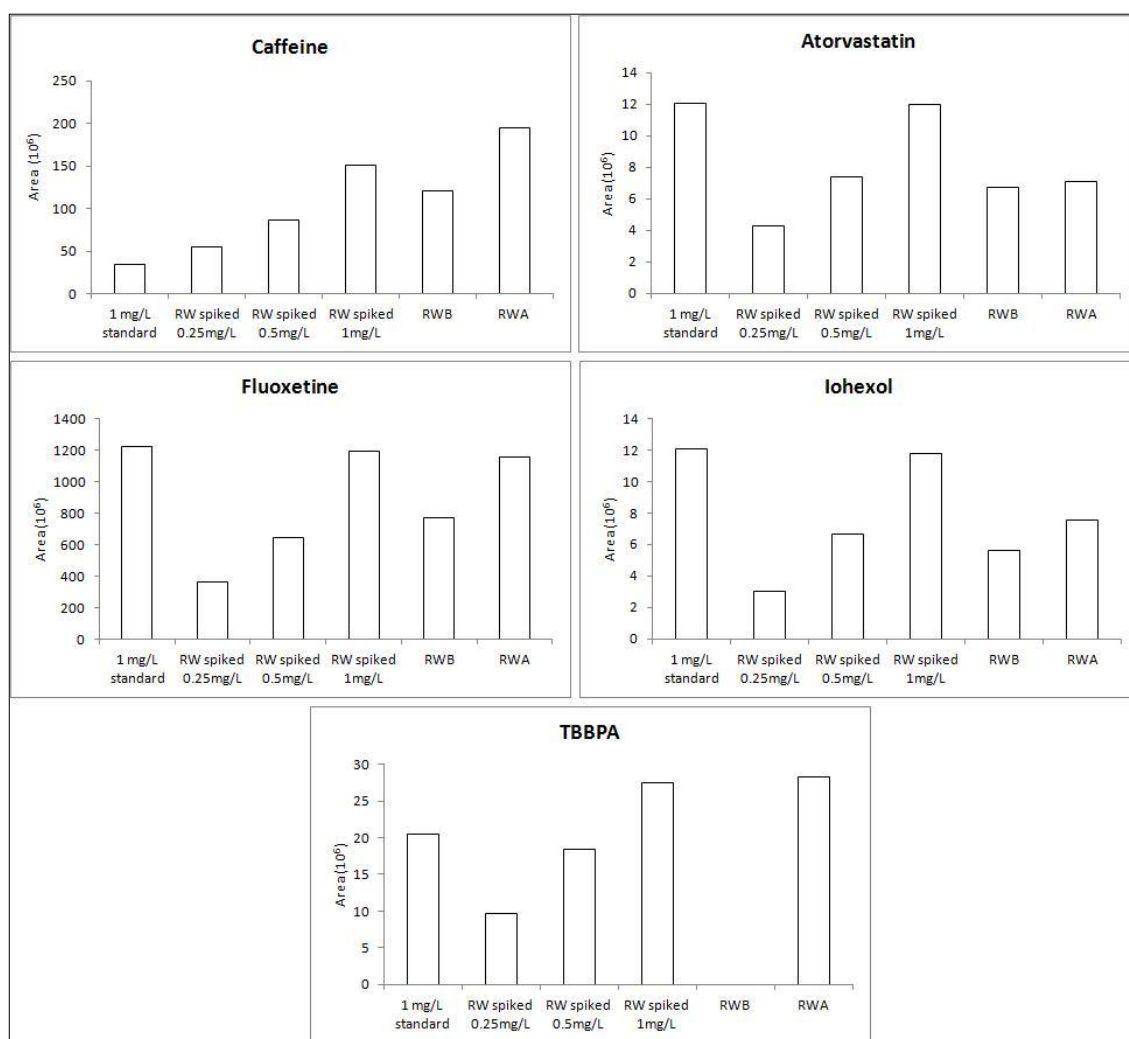 Caffeine
Area (10⁶)
250
200
150
100
50
0
1 mg/L RW spiked RW spiked RW spiked RWB RWA
standard 0.25mg/L 0.5mg/L 1mg/L
Atorvastatin
Area(10⁶)
14
12
10
8
6
4
2
0
1 mg/L RW spiked RW spiked RW spiked RWB RWA
standard 0.25mg/L 0.5mg/L 1mg/L
Fluoxetine
Area(10⁶)
1400
1200
1000
800
600
400
200
0
1 mg/L RW spiked RW spiked RW spiked RWB RWA
standard 0.25mg/L 0.5mg/L 1mg/L
Iohexol
Area(10⁶)
14
12
10
8
6
4
2
0
1 mg/L RW spiked RW spiked RW spiked RWB RWA
standard 0.25mg/L 0.5mg/L 1mg/L
TBBPA
Area(10⁶)
30
25
20
15
10
5
0
1 mg/L RW spiked RW spiked RW spiked RWB RWA
standard 0.25mg/L 0.5mg/L 1mg/L